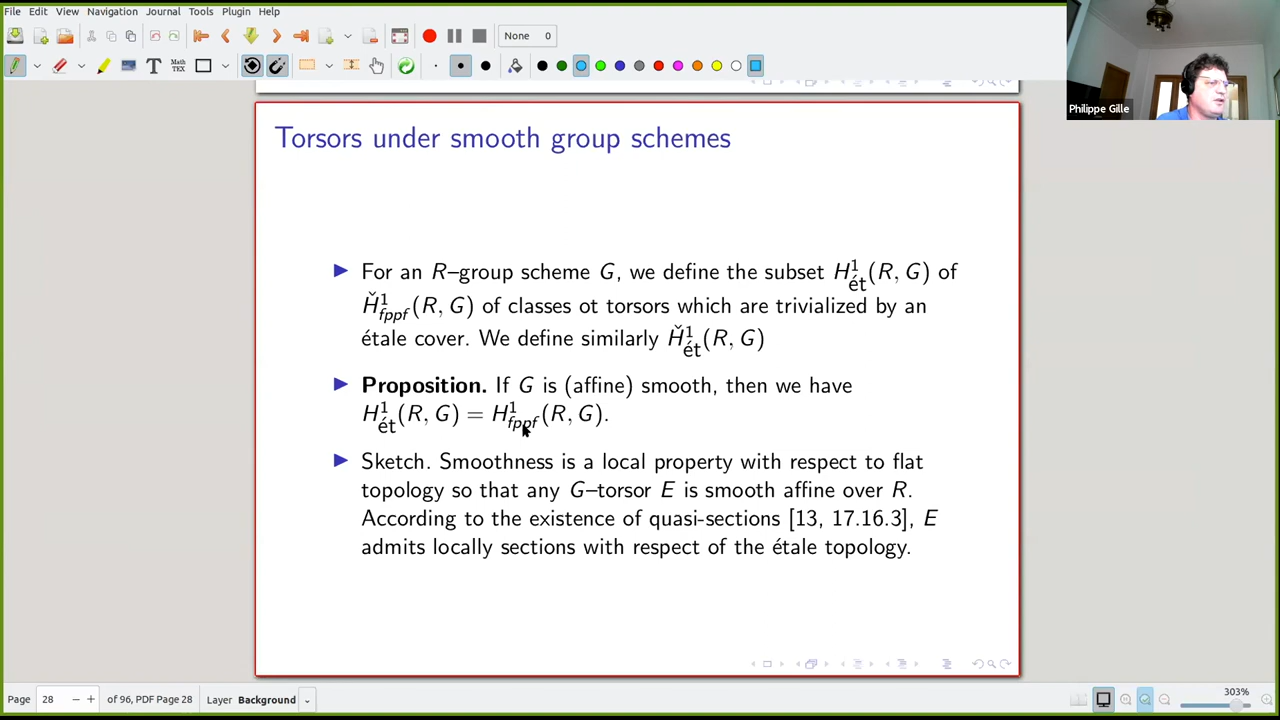 File Edit View Navigation Journal Tools Plugin Help
None 0
Philippe Gille
Torsors under smooth group schemes
▶ For an R–group scheme G, we define the subset H¹ét(R, G) of
Ȟ¹fppf(R, G) of classes ot torsors which are trivialized by an
étale cover. We define similarly Ȟ¹ét(R, G)
▶ Proposition. If G is (affine) smooth, then we have
H¹ét(R, G) = H¹fppf(R, G).
▶ Sketch. Smoothness is a local property with respect to flat
topology so that any G–torsor E is smooth affine over R.
According to the existence of quasi-sections [13, 17.16.3], E
admits locally sections with respect of the étale topology.
Page 28 − + of 96, PDF Page 28 Layer Background 303%